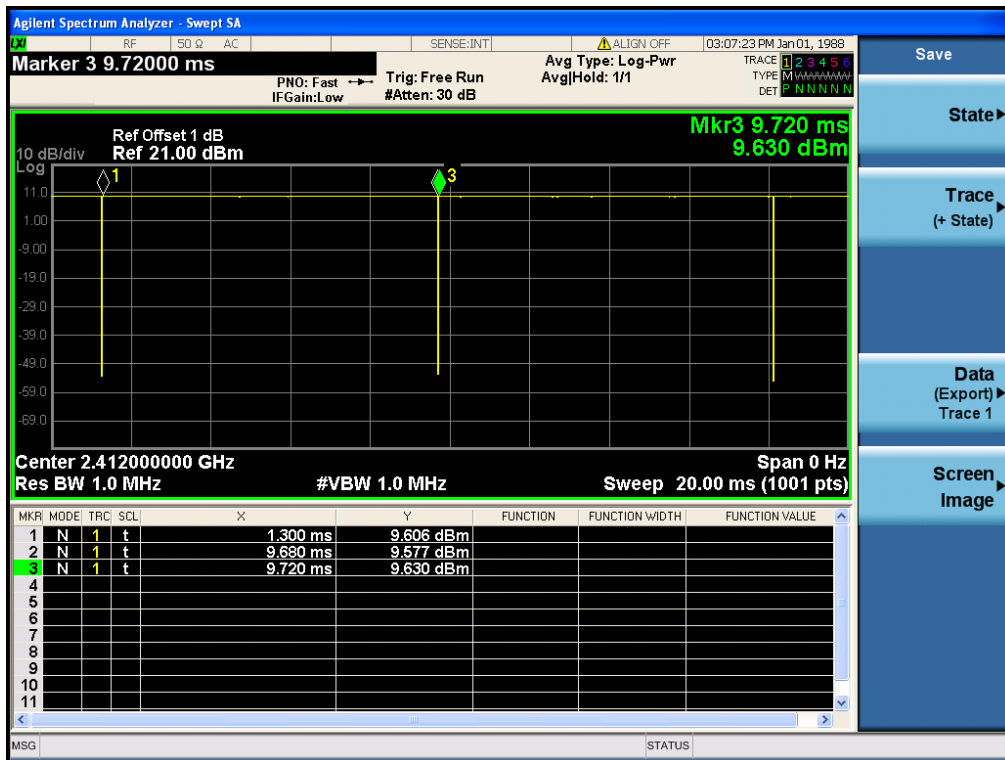 Agilent Spectrum Analyzer - Swept SA
LXI RF 50 Ω AC SENSE:INT ALIGN OFF 03:07:23 PM Jan 01, 1988
Marker 3 9.72000 ms
PNO: Fast
IFGain:Low
Trig: Free Run
#Atten: 30 dB
Avg Type: Log-Pwr
Avg|Hold: 1/1
TRACE 1 2 3 4 5 6
TYPE M WWWWW
DET P N N N N N
Mkr3 9.720 ms
9.630 dBm
Ref Offset 1 dB
10 dB/div Ref 21.00 dBm
Log
1
3
11.0
1.00
-9.00
-19.0
-29.0
-39.0
-49.0
-59.0
-69.0
Center 2.412000000 GHz Span 0 Hz
Res BW 1.0 MHz #VBW 1.0 MHz Sweep 20.00 ms (1001 pts)
MKR MODE TRC SCL X Y FUNCTION FUNCTION WIDTH FUNCTION VALUE
1 N 1 t 1.300 ms 9.606 dBm
2 N 1 t 9.680 ms 9.577 dBm
3 N 1 t 9.720 ms 9.630 dBm
4
5
6
7
8
9
10
11
MSG STATUS
Save
State
Trace
(+ State)
Data
(Export)
Trace 1
Screen
Image